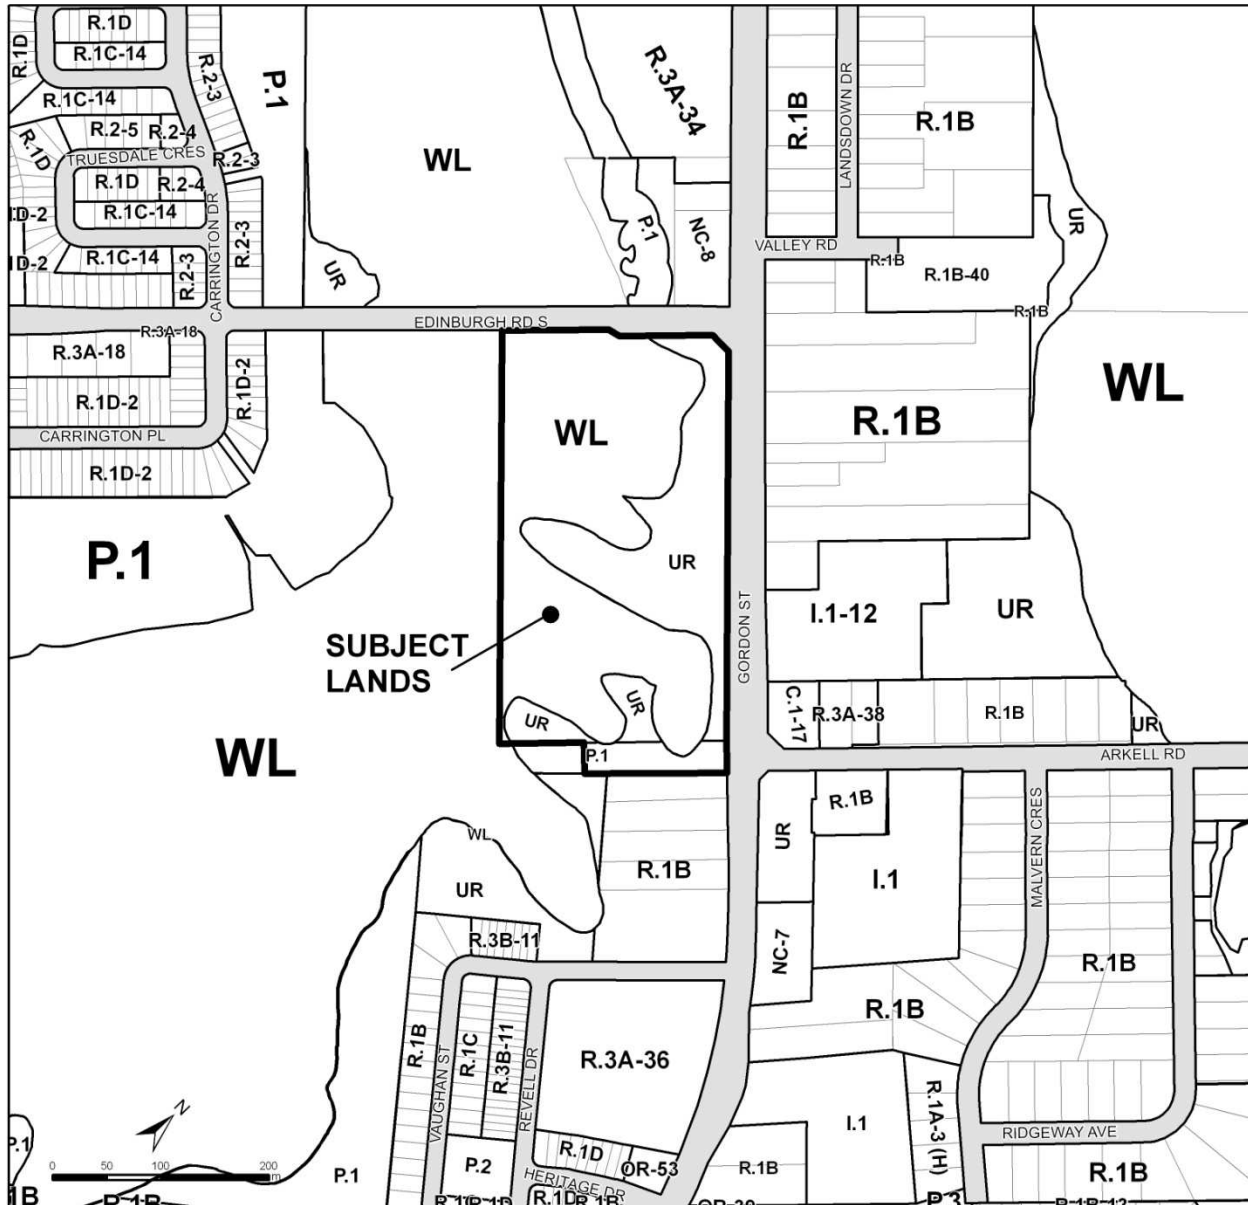 R.1D
R.1C-14
R.1D
R.2-3
P.1
R.1C-14
R.2-5
R.2-4
R.1D
TRUESDALE CRES
R.2-3
R.1D
R.2-4
R.1C-14
R.1C-14
R.2-3
R.2-3
CARRINGTON DR
UR
WL
R.3A-34
P.1
NC-8
R.1B
LANSDOWN DR
R.1B
UR
VALLEY RD
R.1B
R.1B-40
R.1B
EDINBURGH RD S
R.3A-18
R.3A-18
R.1D-2
R.1D-2
CARRINGTON PL
R.1D-2
P.1
WL
UR
R.1B
WL
SUBJECT
LANDS
GORDON ST
I.1-12
UR
UR
UR
P.1
C.1-17
R.3A-38
R.1B
UR
ARKELL RD
WL
WL
UR
R.1B
UR
R.1B
I.1
MALVERN CRES
R.1B
NC-7
R.1B
R.3B-11
R.1B
VAUGHAN ST
R.1C
R.3B-11
REVELL DR
R.3A-36
I.1
R.1A-3 (H)
RIDGEWAY AVE
R.1B
R.1B
R.1D
OR-53
HERITAGE DR
P.2
P.1
N
0 50 100 200
m
R.1D
R.1D
R.1B